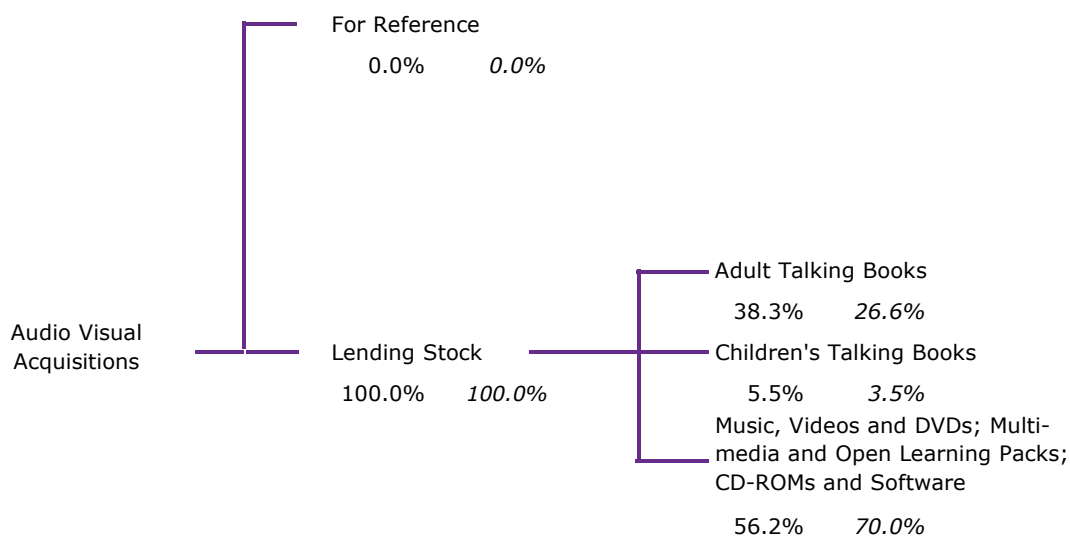 For Reference
0.0% 0.0%
Audio Visual
Acquisitions
Lending Stock
100.0% 100.0%
Adult Talking Books
38.3% 26.6%
Children's Talking Books
5.5% 3.5%
Music, Videos and DVDs; Multi-
media and Open Learning Packs;
CD-ROMs and Software
56.2% 70.0%